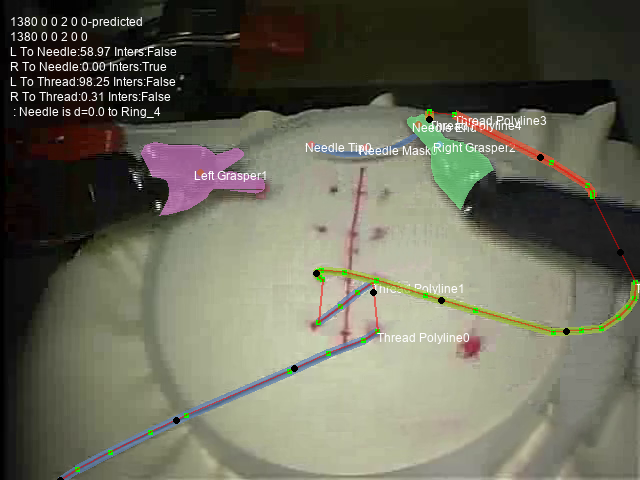 1380 0 0 2 0 0-predicted
1380 0 0 2 0 0
L To Needle:58.97 Inters:False
R To Needle:0.00 Inters:True
L To Thread:98.25 Inters:False
R To Thread:0.31 Inters:False
: Needle is d=0.0 to Ring_4
Thread Polyline3
Thread Polyline4
Needle End
Needle Tip0
Needle Mask
Right Grasper2
Left Grasper1
Thread Polyline1
Thread Polyline0